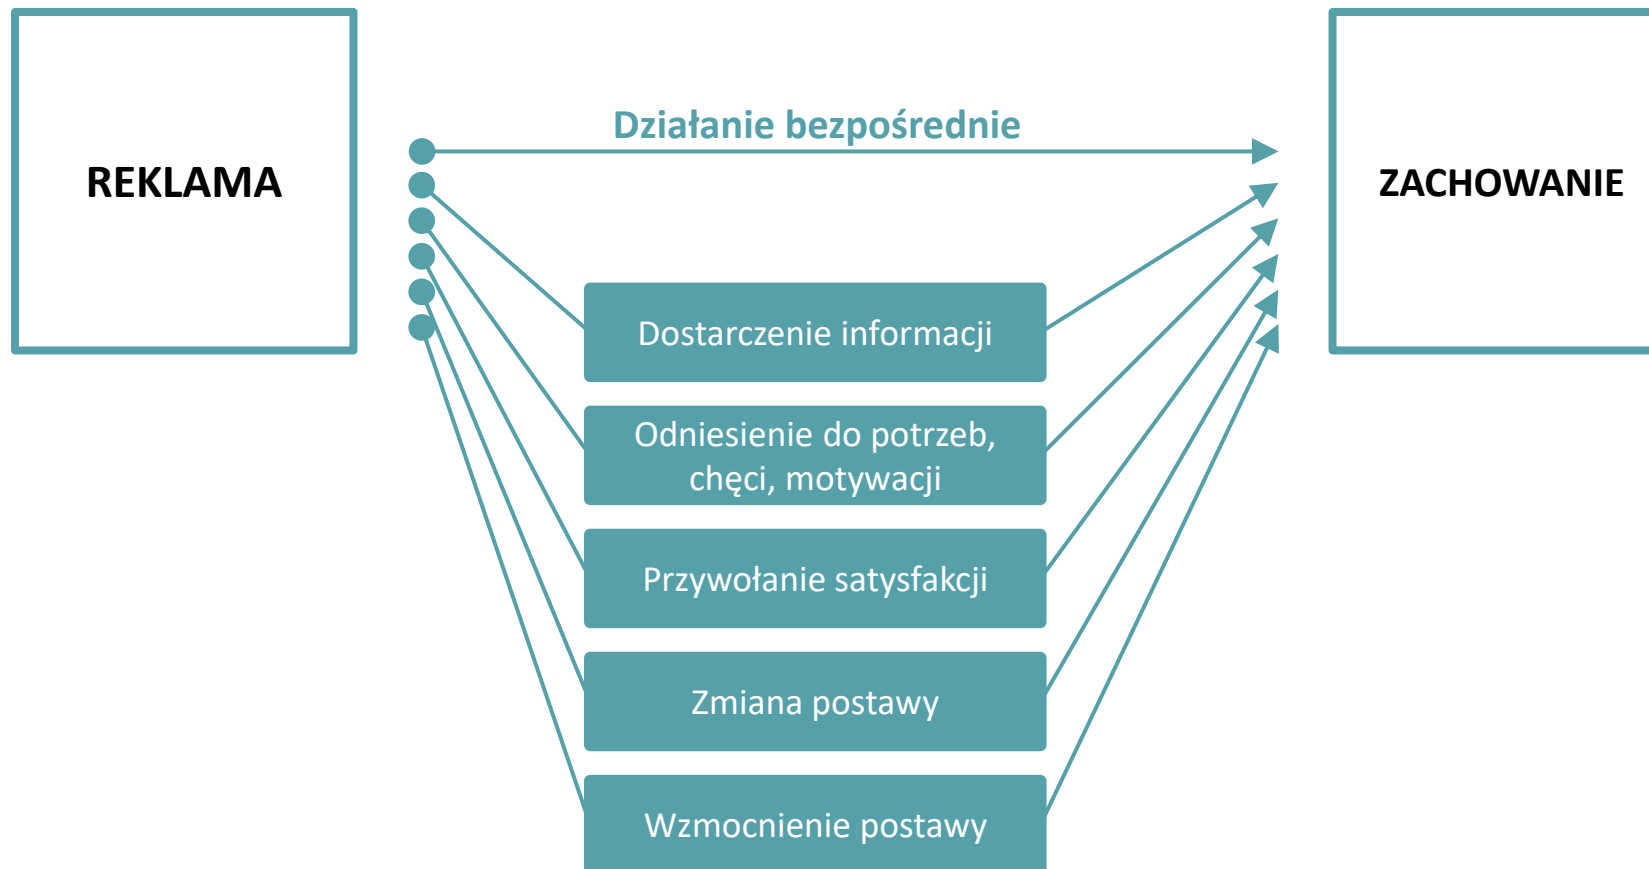 Działanie bezpośrednie
REKLAMA
ZACHOWANIE
Dostarczenie informacji
Odniesienie do potrzeb,
chęci, motywacji
Przywołanie satysfakcji
Zmiana postawy
Wzmocnienie postawy